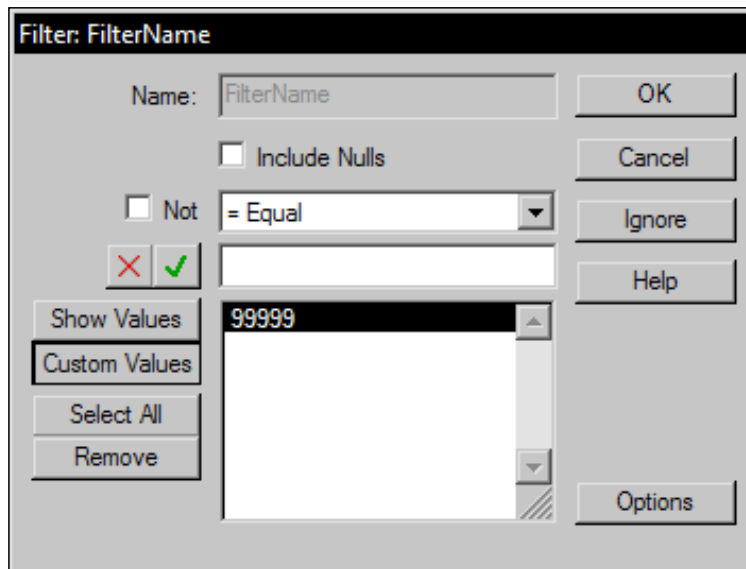 Filter: FilterName
Name: FilterName OK
Include Nulls Cancel
Not = Equal Ignore
Help
Show Values 99999
Custom Values
Select All
Remove
Options